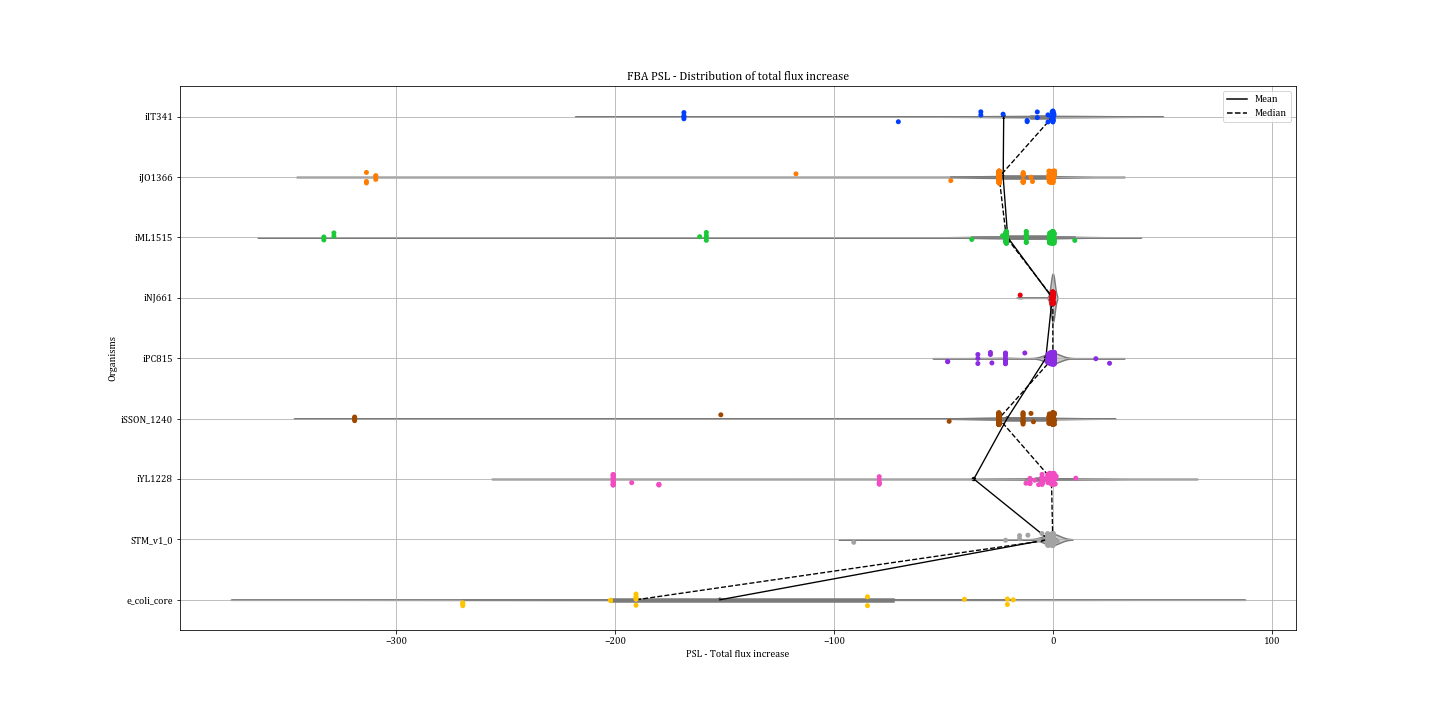 FBA PSL - Distribution of total flux increase
Mean
Median
iIT341
iJO1366
iML1515
iNJ661
iPC815
iSSON_1240
iYL1228
STM_v1_0
e_coli_core
Organisms
−300
−200
−100
0
100
PSL - Total flux increase